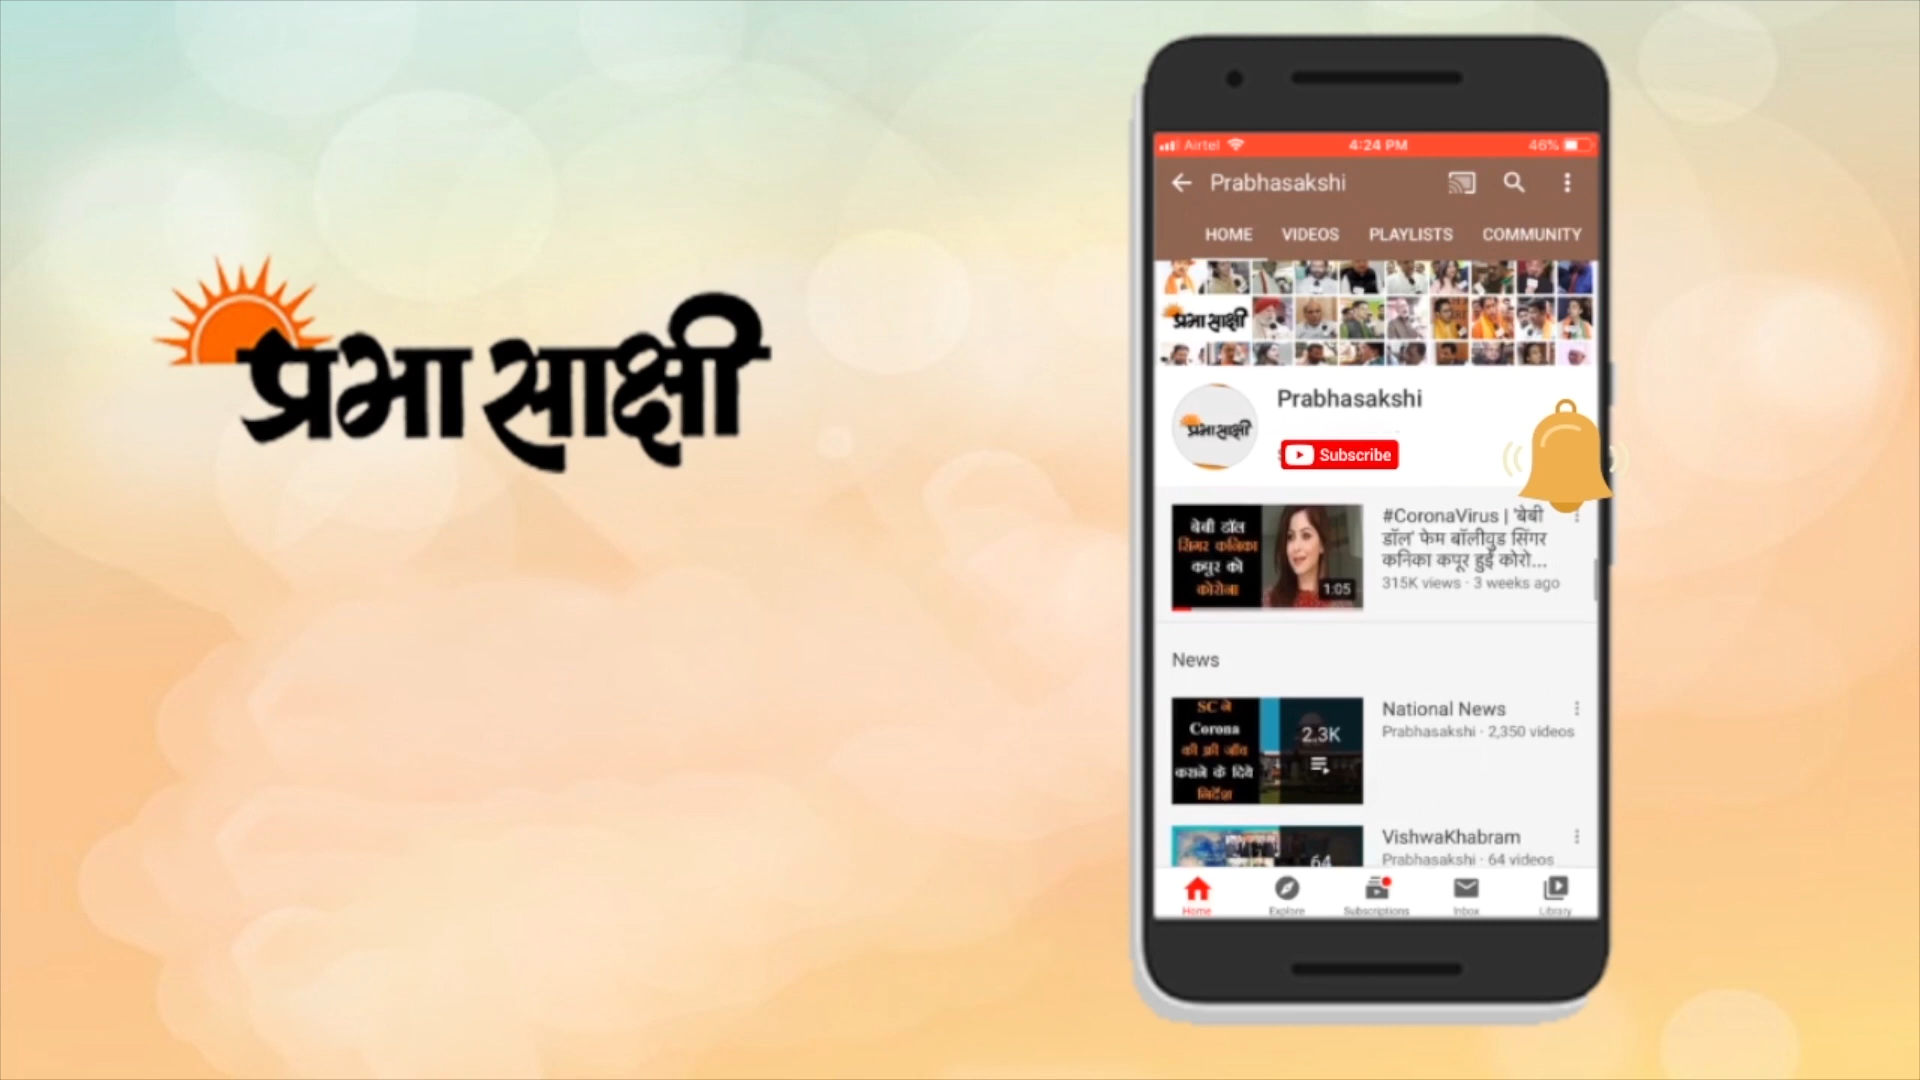 प्रभा साक्षी
Airtel 4:24 PM 46%
Prabhasakshi
HOME VIDEOS PLAYLISTS COMMUNITY
प्रभा साक्षी
Prabhasakshi
प्रभा साक्षी
Subscribe
बेबी डॉल
सिंगर कनिका
कपूर को
कोरोना
1:05
#CoronaVirus | 'बेबी
डॉल' फेम बॉलीवुड सिंगर
कनिका कपूर हुई कोरो...
315K views · 3 weeks ago
News
SC ने
Corona
की फ्री जाँच
कराने के दिये
निर्देश
2.3K
National News
Prabhasakshi · 2,350 videos
64
VishwaKhabram
Prabhasakshi · 64 videos
Home Explore Subscriptions Inbox Library